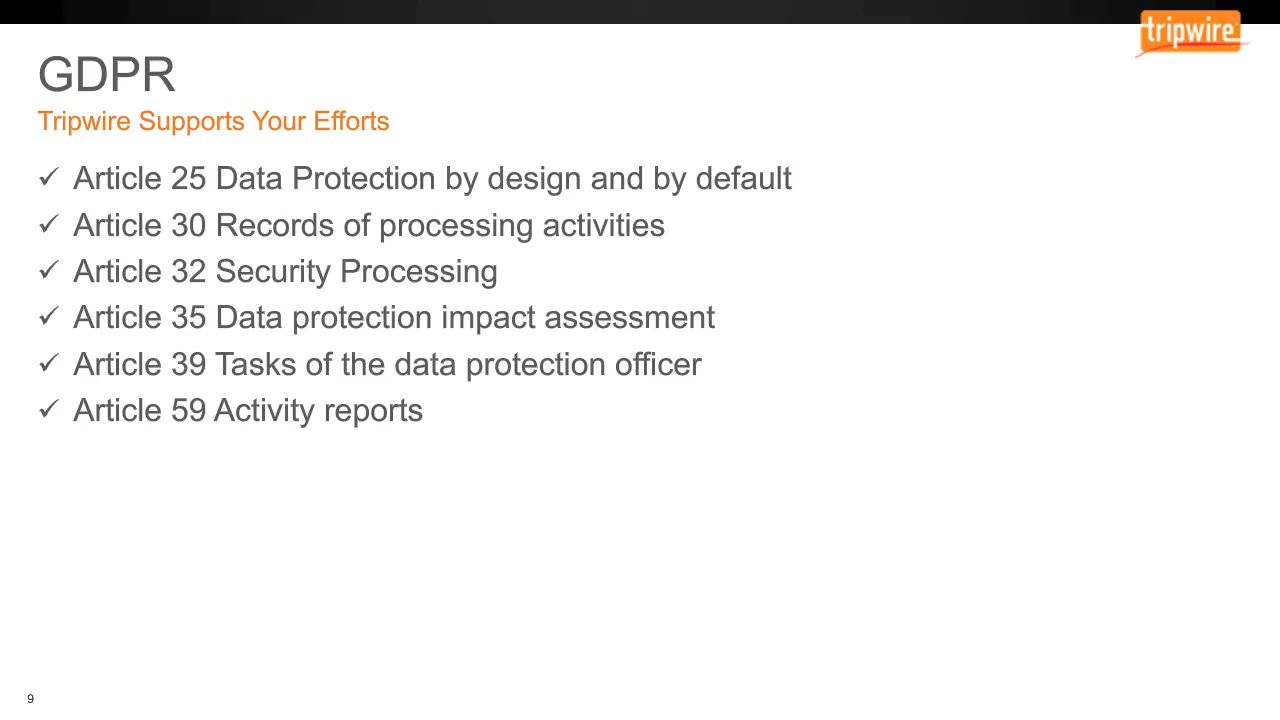 tripwire
GDPR
Tripwire Supports Your Efforts
✓ Article 25 Data Protection by design and by default
✓ Article 30 Records of processing activities
✓ Article 32 Security Processing
✓ Article 35 Data protection impact assessment
✓ Article 39 Tasks of the data protection officer
✓ Article 59 Activity reports
9